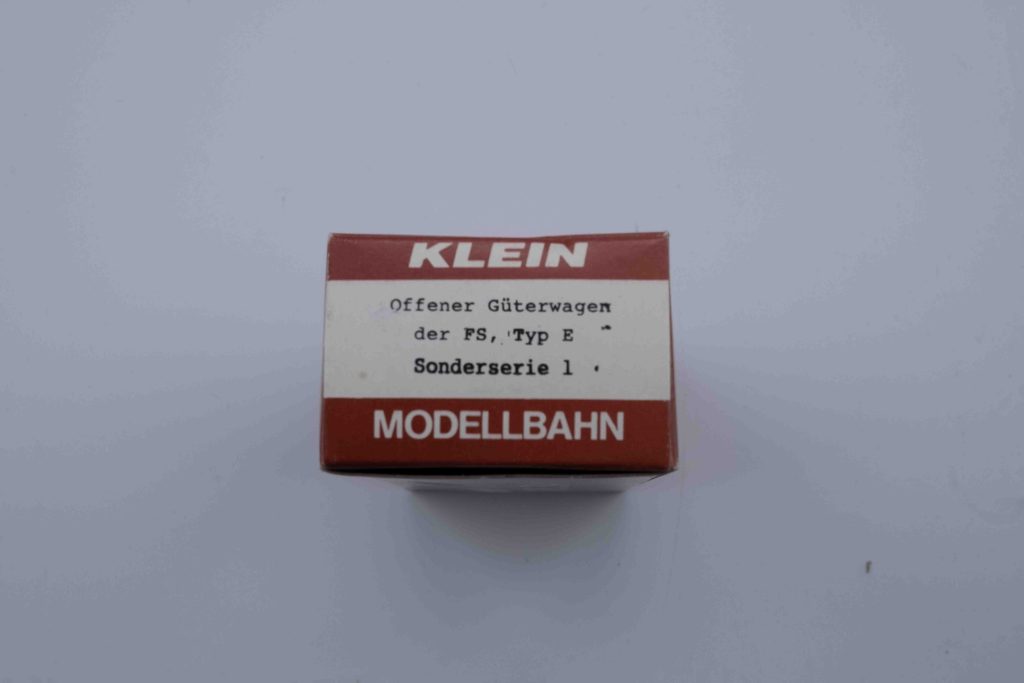 KLEIN
Offener Güterwagen
der FS, Typ E
Sonderserie 1
MODELLBAHN